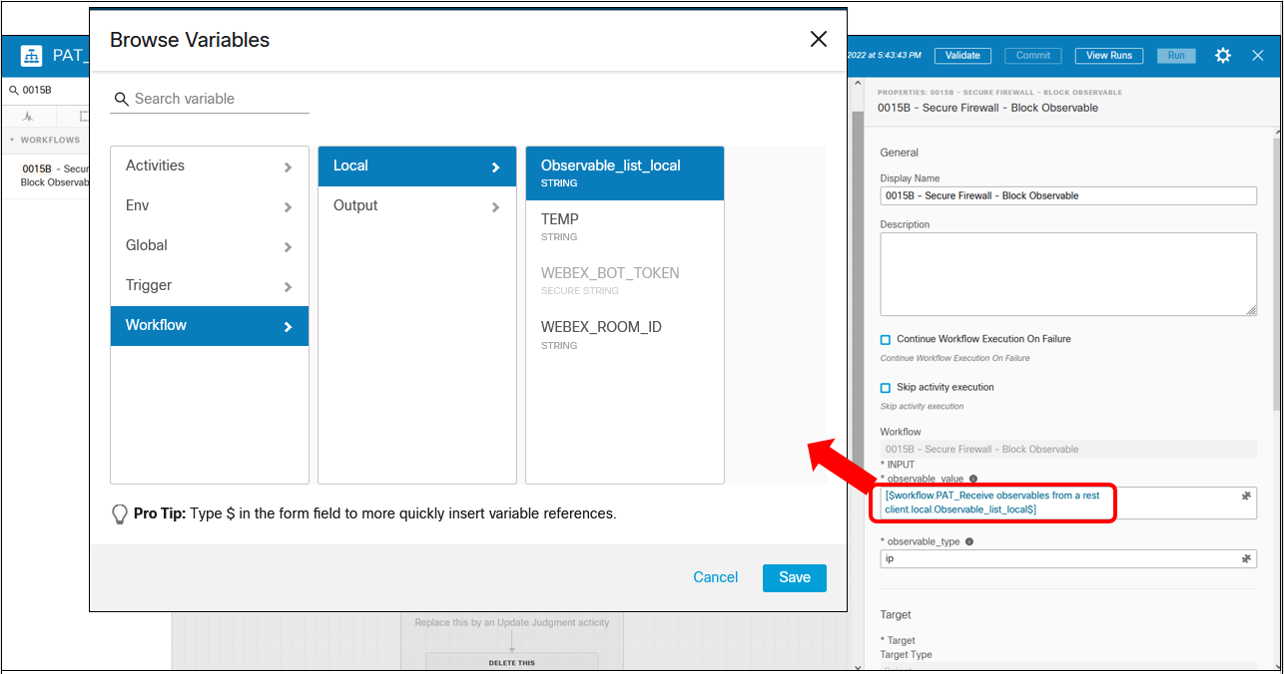 Browse Variables
Search variable
Activities
Env
Global
Trigger
Workflow
Local
Output
Observable_list_local
STRING
TEMP
STRING
WEBEX_BOT_TOKEN
SECURE STRING
WEBEX_ROOM_ID
STRING
Pro Tip: Type $ in the form field to more quickly insert variable references.
Cancel
Save
PAT_
0015B
WORKFLOWS
0015B - Secur
Block Observab
2022 at 5:43:43 PM
Validate
Commit
View Runs
Run
PROPERTIES: 0015B - SECURE FIREWALL - BLOCK OBSERVABLE
0015B - Secure Firewall - Block Observable
General
Display Name
0015B - Secure Firewall - Block Observable
Description
Continue Workflow Execution On Failure
Continue Workflow Execution On Failure
Skip activity execution
Skip activity execution
Workflow
0015B - Secure Firewall - Block Observable
* INPUT
* observable_value
[$workflow.PAT_Receive observables from a rest
client.local.Observable_list_local$]
* observable_type
ip
Target
* Target
Target Type
Replace this by an Update Judgment activity
DELETE THIS